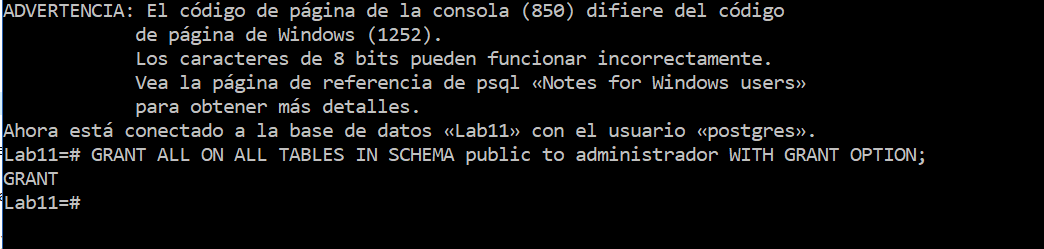 ADVERTENCIA: El código de página de la consola (850) difiere del código
de página de Windows (1252).
Los caracteres de 8 bits pueden funcionar incorrectamente.
Vea la página de referencia de psql «Notes for Windows users»
para obtener más detalles.
Ahora está conectado a la base de datos «Lab11» con el usuario «postgres».
Lab11=# GRANT ALL ON ALL TABLES IN SCHEMA public to administrador WITH GRANT OPTION;
GRANT
Lab11=#